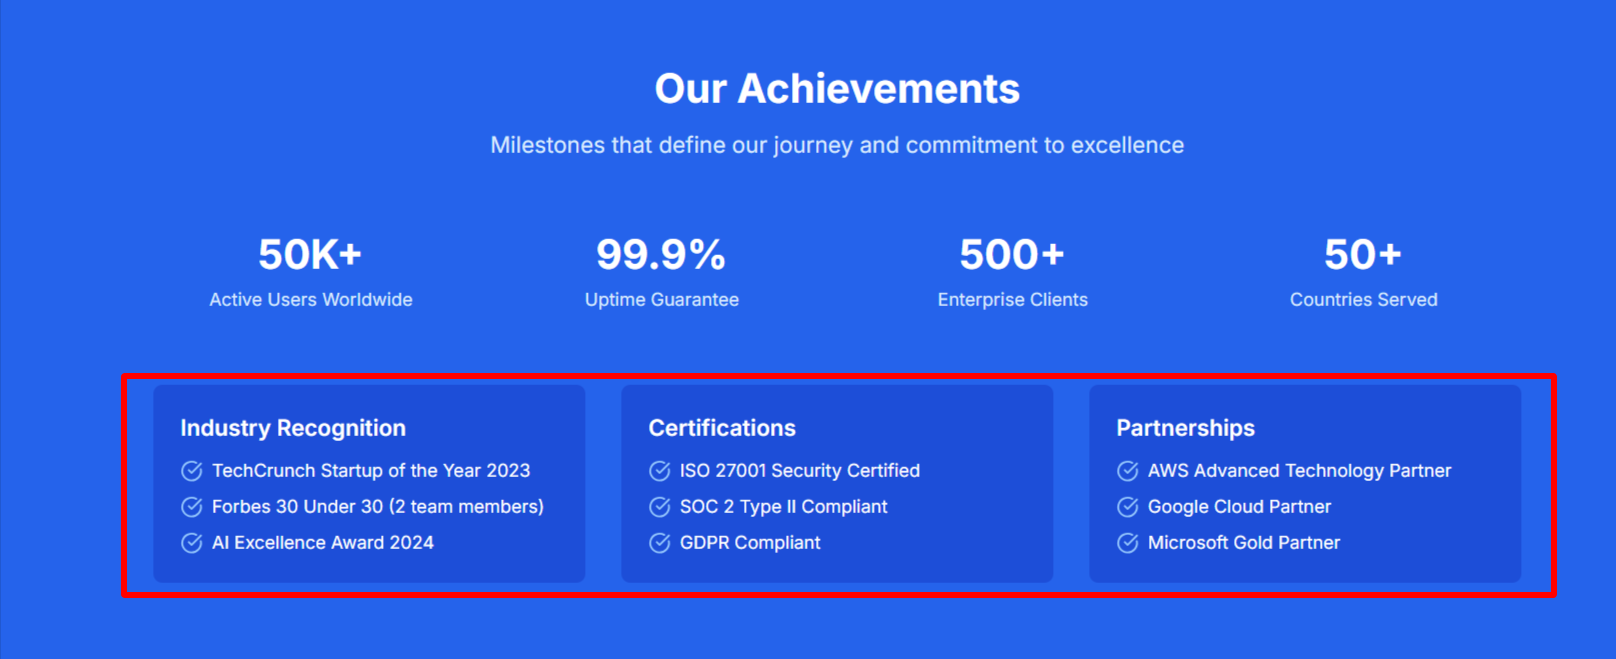 Our Achievements
Milestones that define our journey and commitment to excellence
50K+
Active Users Worldwide
99.9%
Uptime Guarantee
500+
Enterprise Clients
50+
Countries Served
Industry Recognition
TechCrunch Startup of the Year 2023
Forbes 30 Under 30 (2 team members)
AI Excellence Award 2024
Certifications
ISO 27001 Security Certified
SOC 2 Type II Compliant
GDPR Compliant
Partnerships
AWS Advanced Technology Partner
Google Cloud Partner
Microsoft Gold Partner